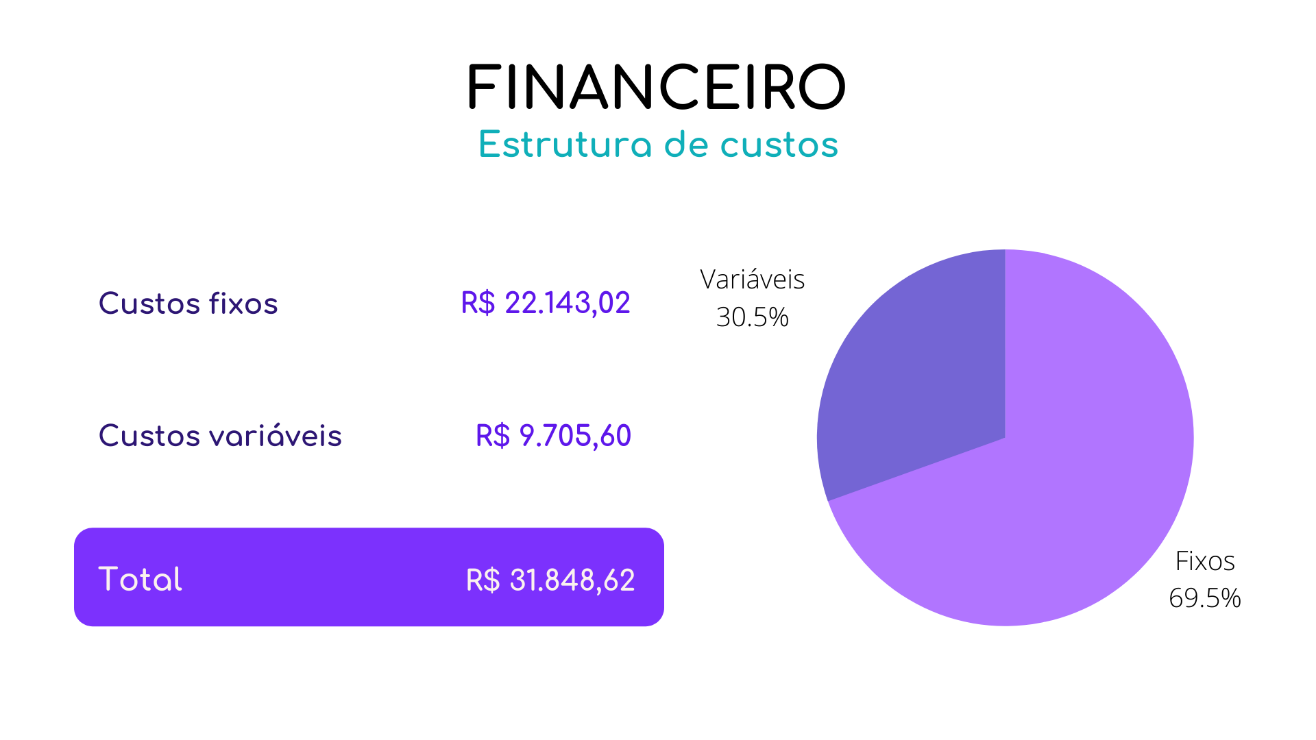 FINANCEIRO
Estrutura de custos
Custos fixos R$ 22.143,02
Custos variáveis R$ 9.705,60
Total R$ 31.848,62
Variáveis
30.5%
Fixos
69.5%